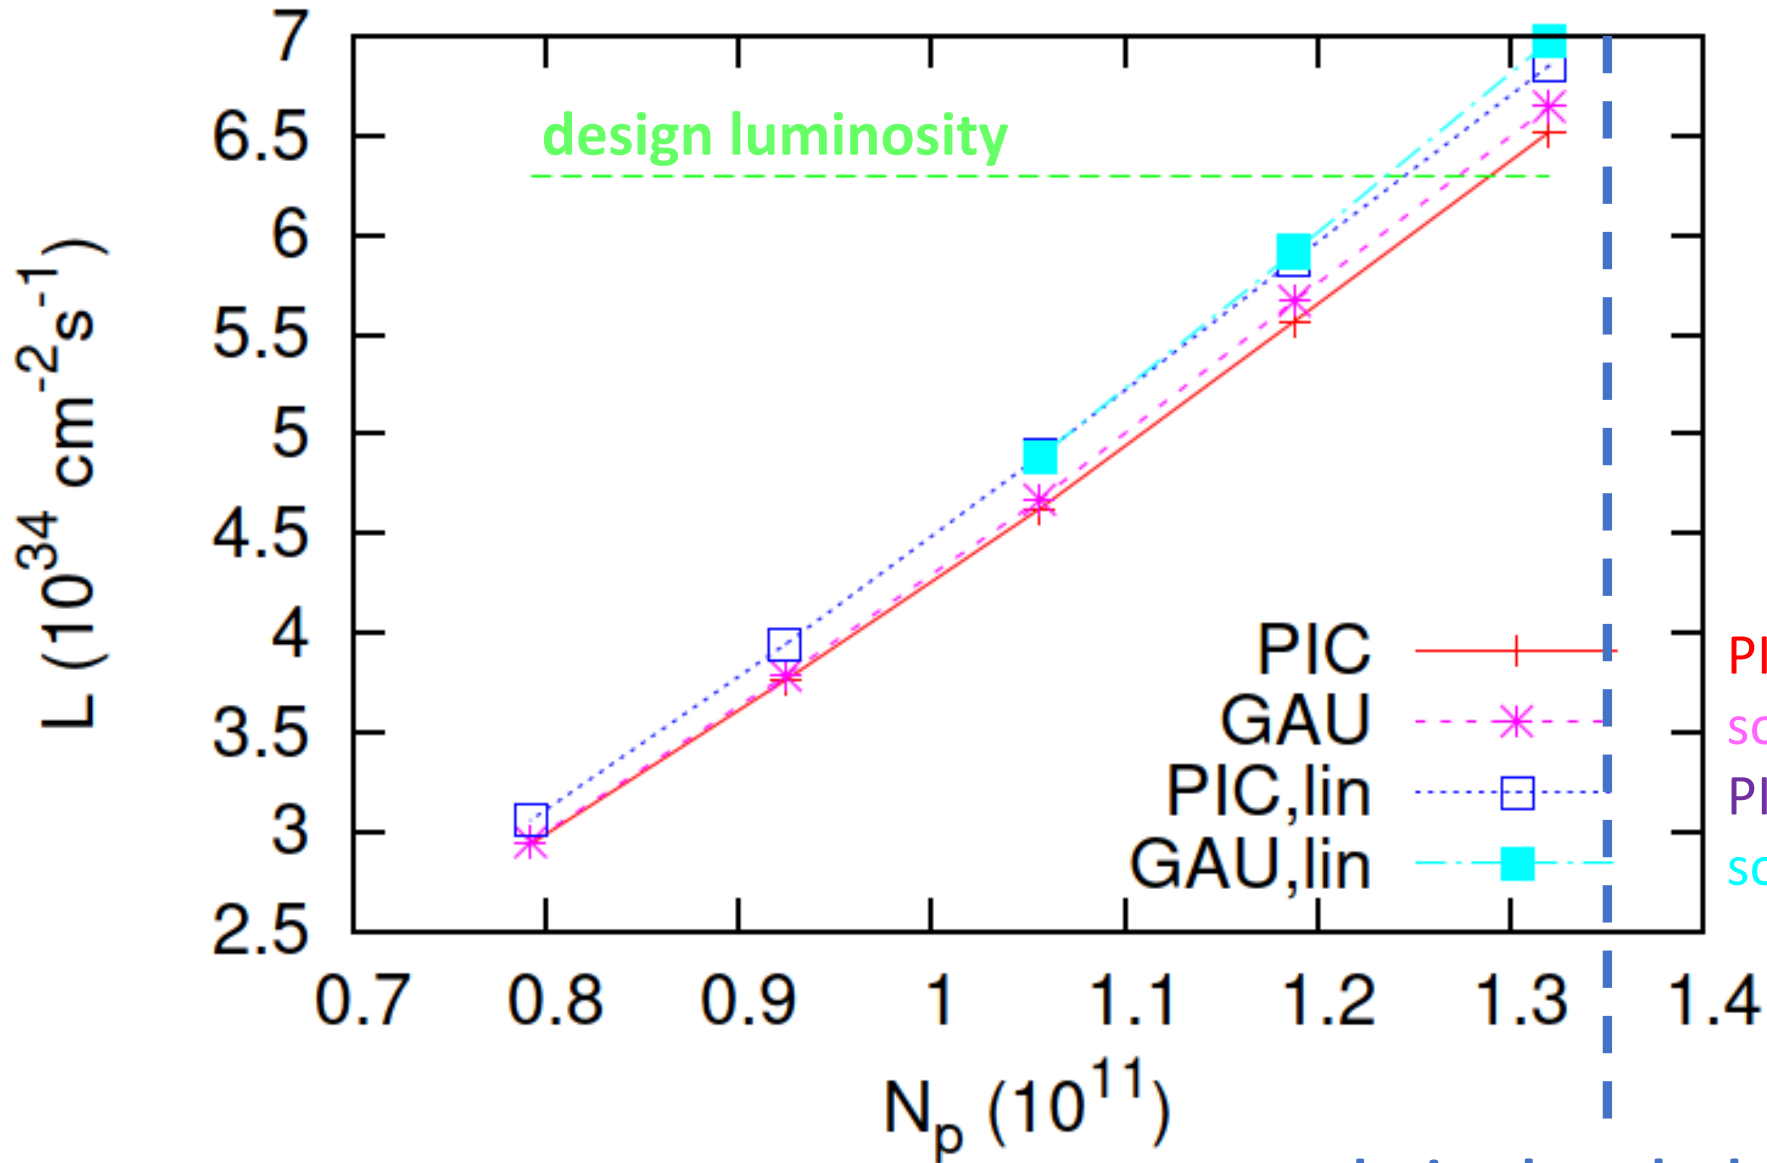 7
6.5
6
5.5
5
4.5
4
3.5
3
2.5
L (10^34 cm^-2 s^-1)
design luminosity
PIC
GAU
PIC,lin
GAU,lin
0.7 0.8 0.9 1 1.1 1.2 1.3 1.4
N_p (10^11)